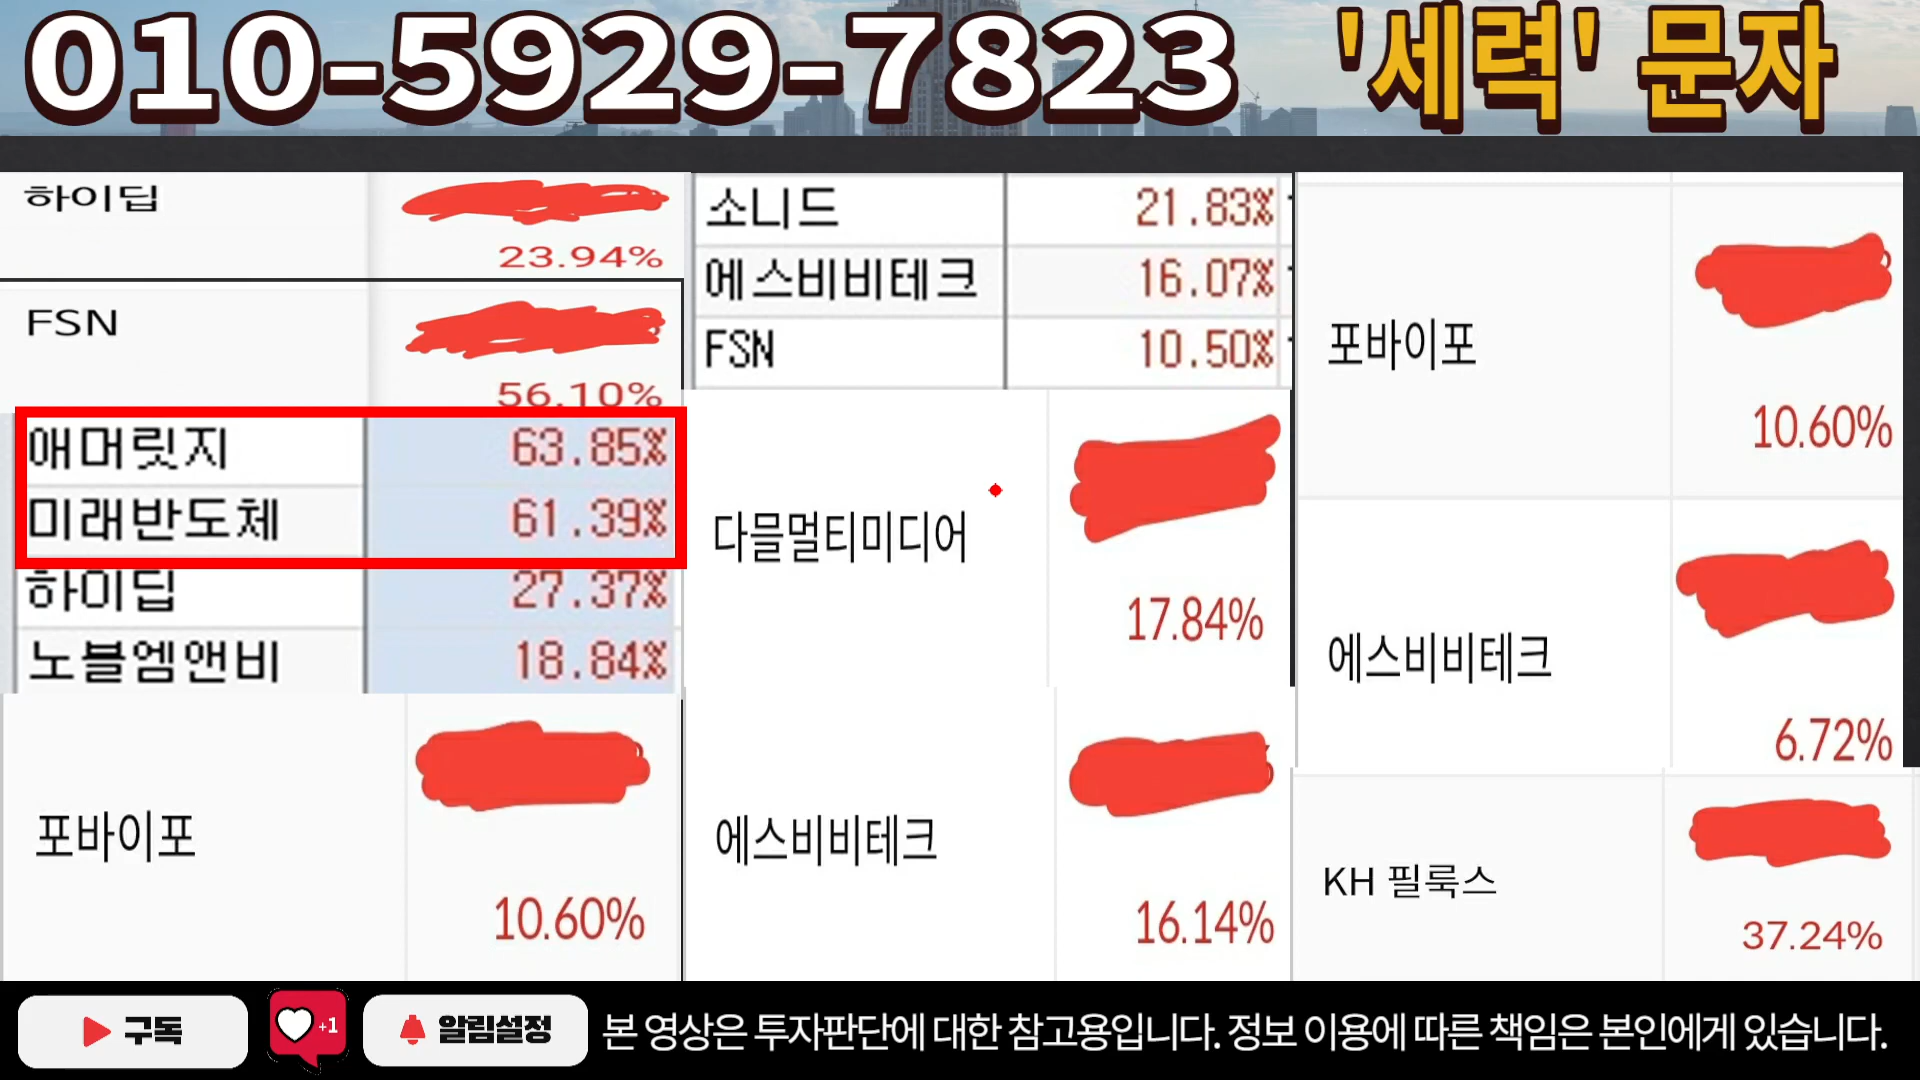 010-5929-7823 '세력' 문자
하이딥
23.94%
FSN
56.10%
애머릿지 63.85%
미래반도체 61.39%
하이딥 27.37%
노블엠앤비 18.84%
포바이포
10.60%
소니드 21.83%
에스비비테크 16.07%
FSN 10.50%
다믈멀티미디어
17.84%
에스비비테크
16.14%
포바이포
10.60%
에스비비테크
6.72%
KH 필룩스
37.24%
구독 +1 알림설정 본 영상은 투자판단에 대한 참고용입니다. 정보 이용에 따른 책임은 본인에게 있습니다.